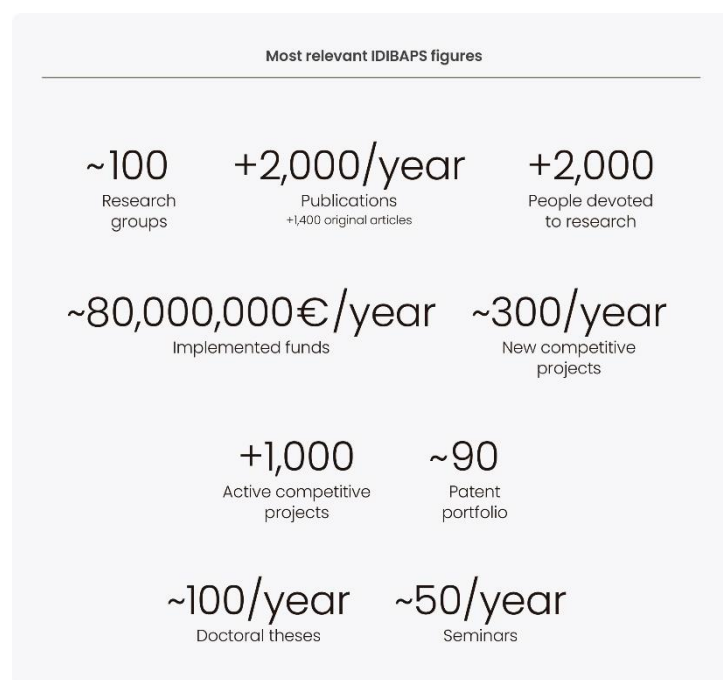 Most relevant IDIBAPS figures
~100
Research
groups
+2,000/year
Publications
+1,400 original articles
+2,000
People devoted
to research
~80,000,000€/year
Implemented funds
~300/year
New competitive
projects
+1,000
Active competitive
projects
~90
Patent
portfolio
~100/year
Doctoral theses
~50/year
Seminars